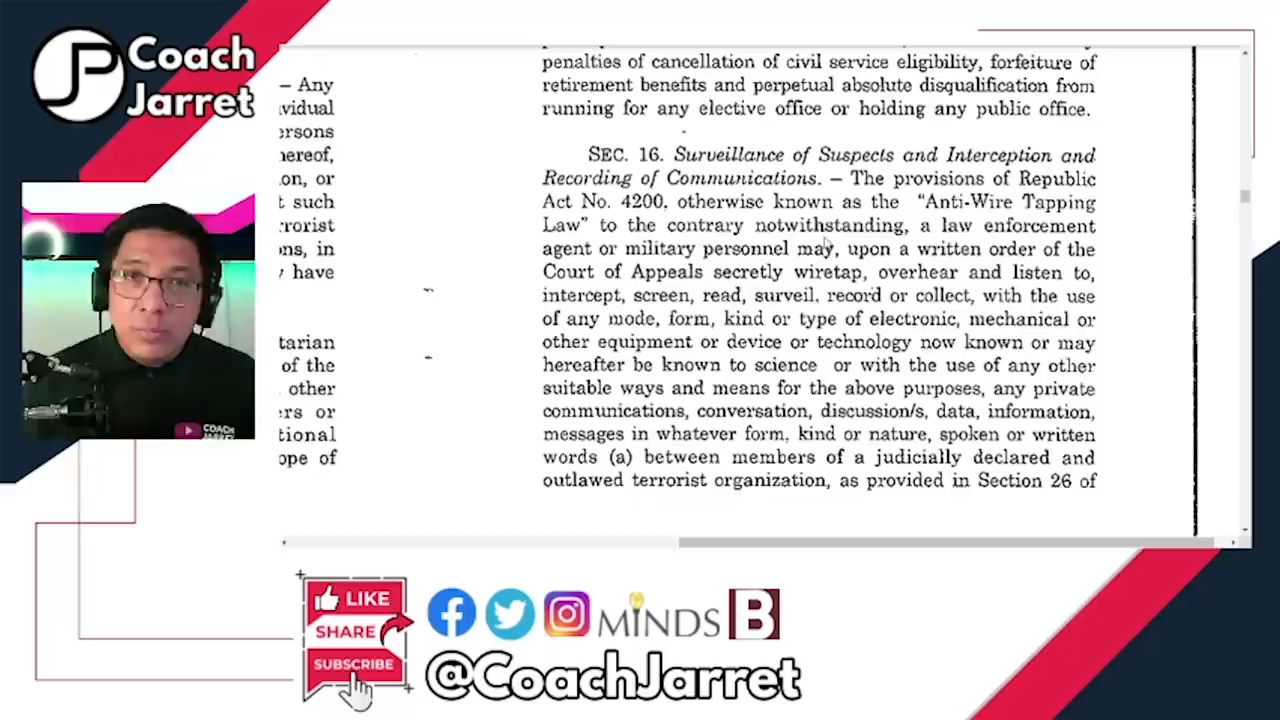 Coach
Jarret
– Any
vidual
ersons
hereof,
on, or
t such
rrorist
ns, in
y have
tarian
of the
other
ers or
tional
ope of
penalties of cancellation of civil service eligibility, forfeiture of
retirement benefits and perpetual absolute disqualification from
running for any elective office or holding any public office.
SEC. 16. Surveillance of Suspects and Interception and
Recording of Communications. – The provisions of Republic
Act No. 4200, otherwise known as the "Anti-Wire Tapping
Law" to the contrary notwithstanding, a law enforcement
agent or military personnel may, upon a written order of the
Court of Appeals secretly wiretap, overhear and listen to,
intercept, screen, read, surveil, record or collect, with the use
of any mode, form, kind or type of electronic, mechanical or
other equipment or device or technology now known or may
hereafter be known to science or with the use of any other
suitable ways and means for the above purposes, any private
communications, conversation, discussion/s, data, information,
messages in whatever form, kind or nature, spoken or written
words (a) between members of a judicially declared and
outlawed terrorist organization, as provided in Section 26 of
COACH
LIKE
SHARE
SUBSCRIBE
MINDS B
@CoachJarret